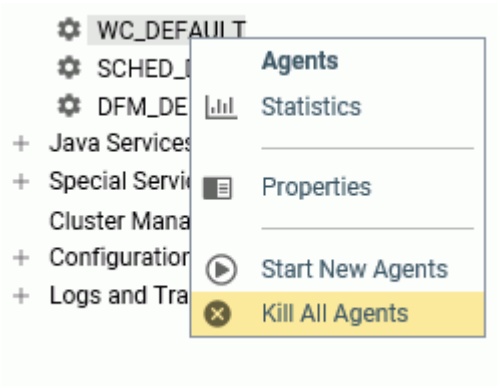 WC_DEFAULT
SCHED_
DFM_DE
Java Services
Special Servi
Cluster Mana
Configuration
Logs and Tra
Agents
Statistics
Properties
Start New Agents
Kill All Agents